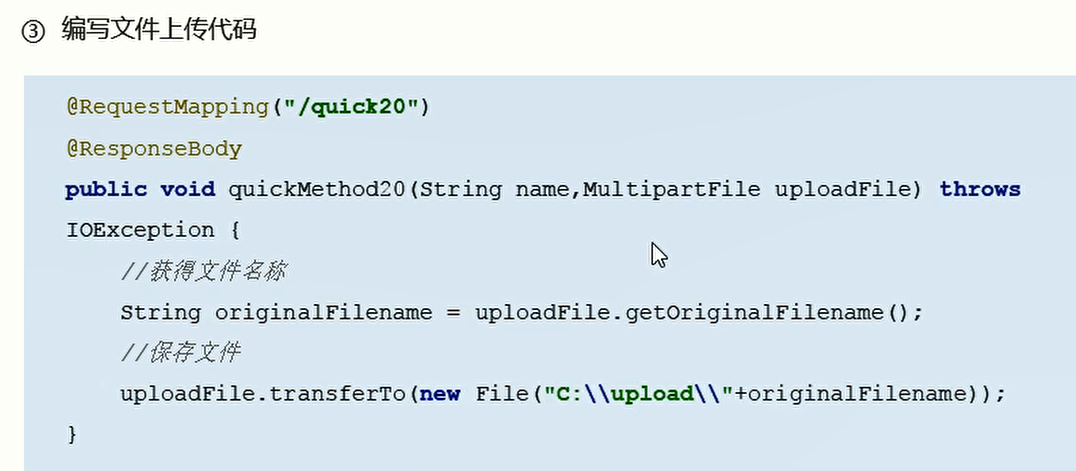 ③ 编写文件上传代码
@RequestMapping("/quick20")
@ResponseBody
public void quickMethod20(String name,MultipartFile uploadFile) throws
IOException {
//获得文件名称
String originalFilename = uploadFile.getOriginalFilename();
//保存文件
uploadFile.transferTo(new File("C:\\upload\\"+originalFilename));
}